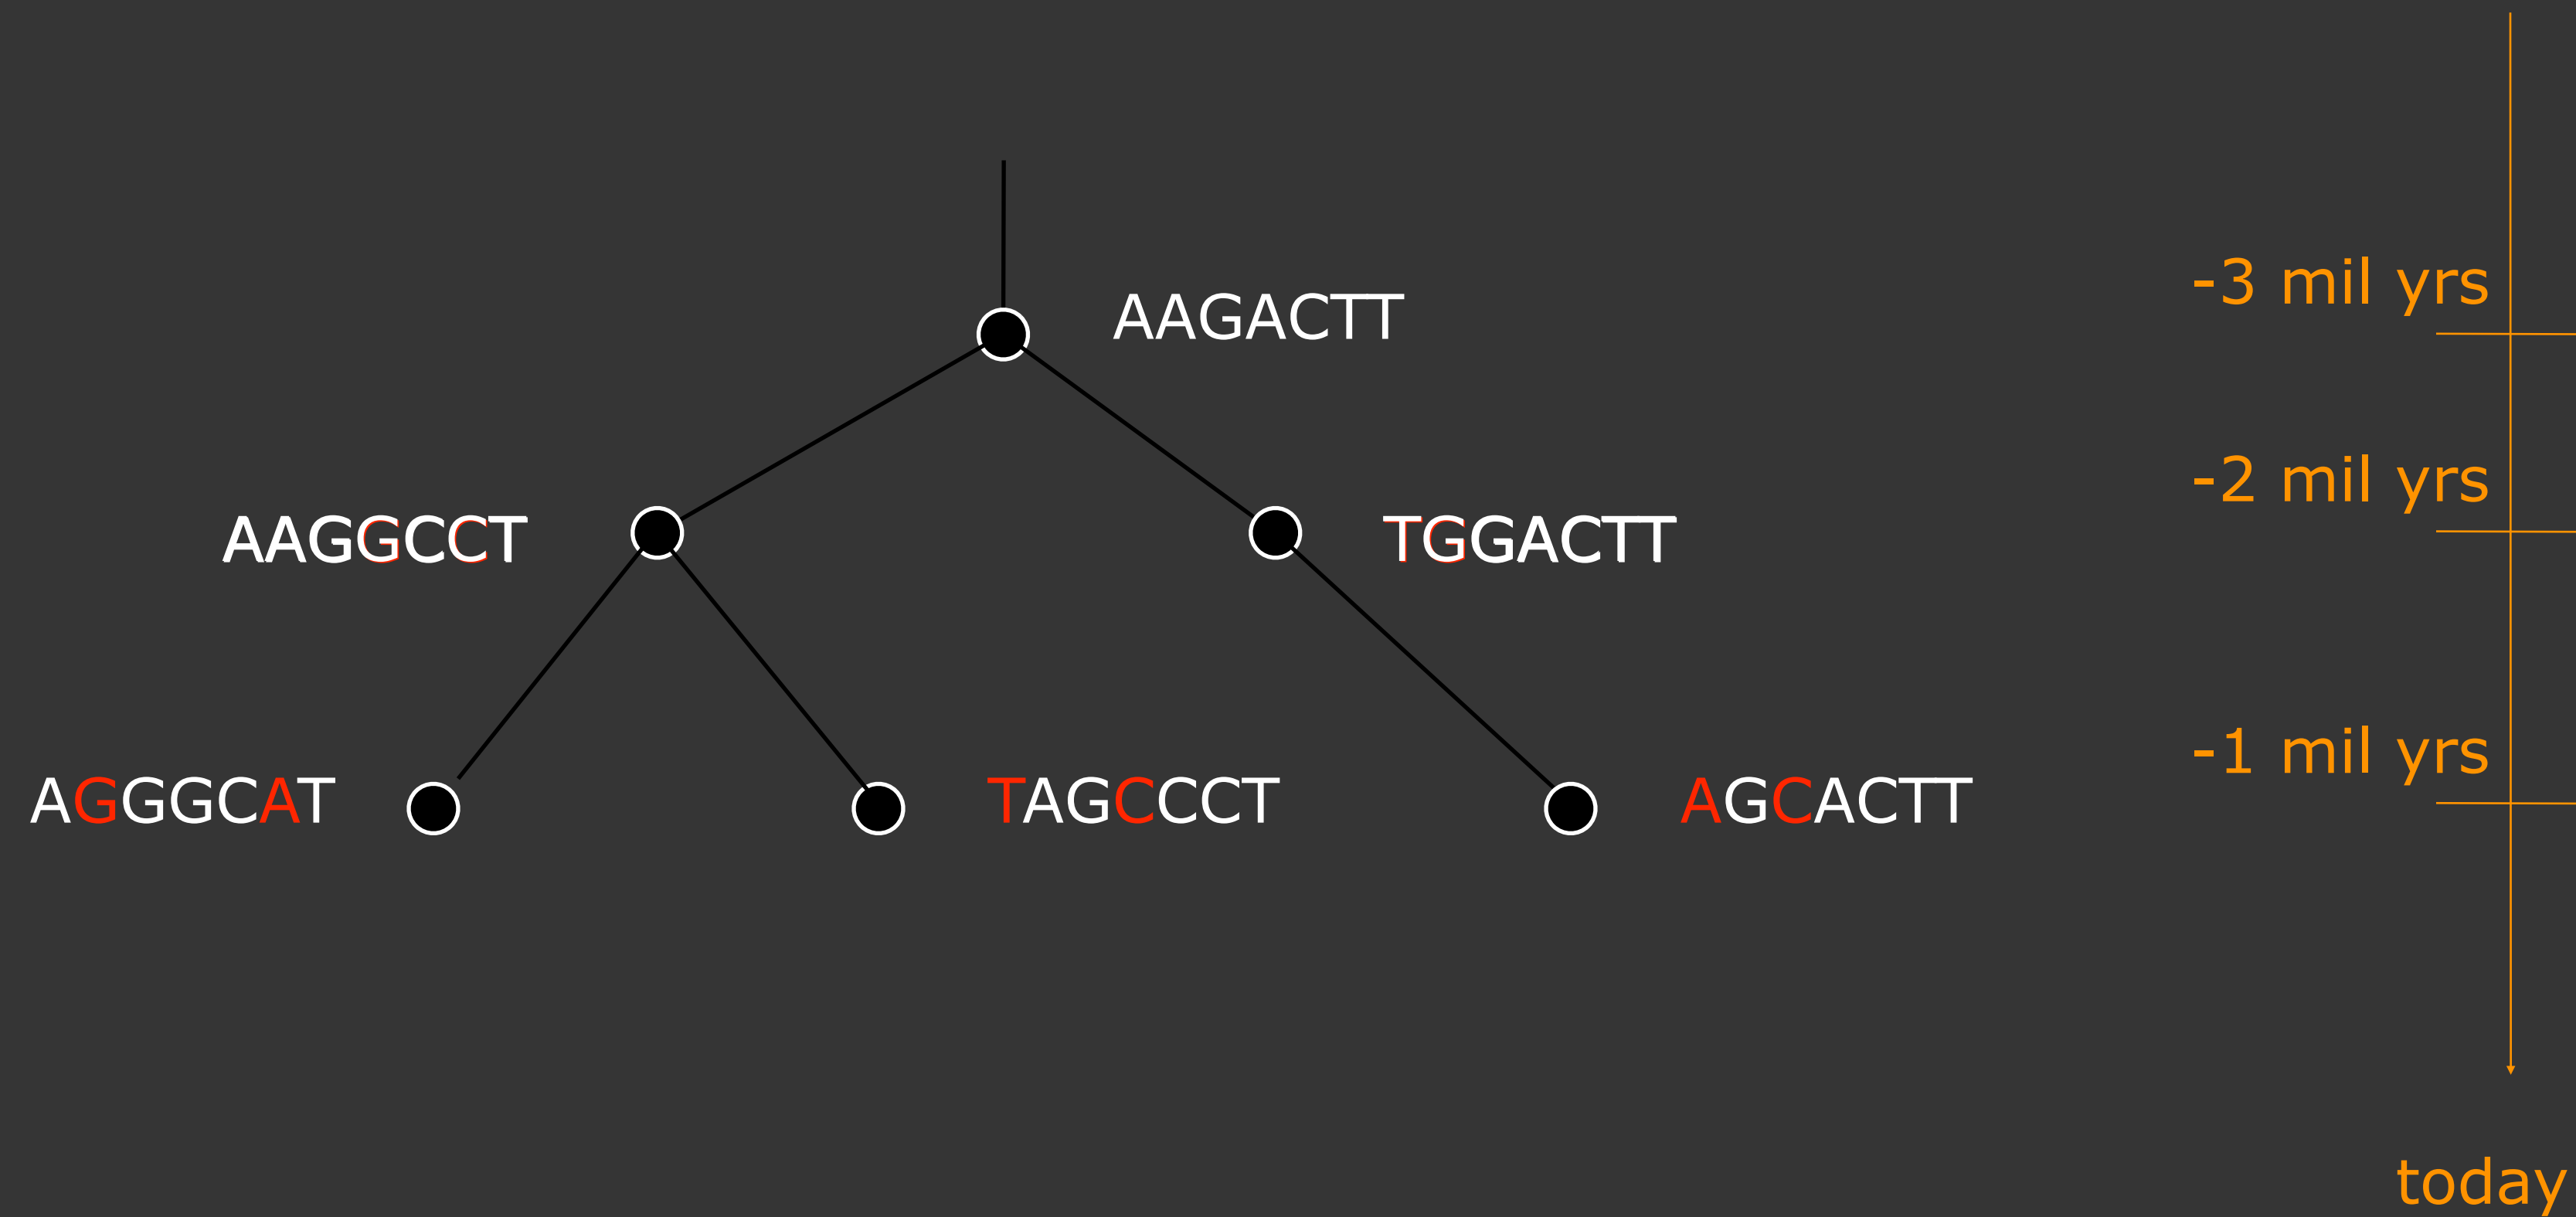 -3 mil yrs
AAGACTT
-2 mil yrs
AAGGCCT
TGGACTT
-1 mil yrs
AGGGCAT
TAGCCCT
AGCACTT
today